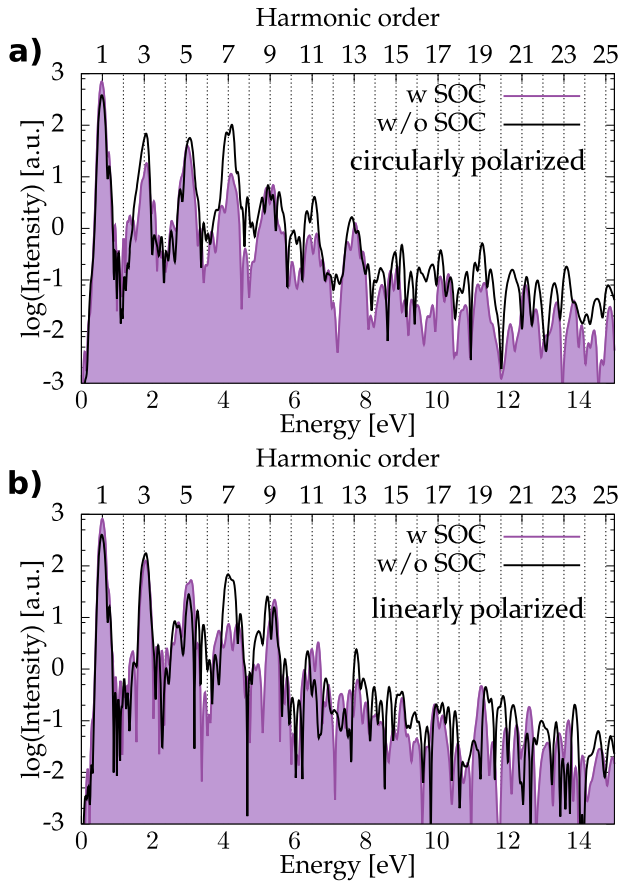 Harmonic order
a)
1 3 5 7 9 11 13 15 17 19 21 23 25
3
w SOC
2
w/o SOC
circularly polarized
1
0
-1
-2
-3
log(Intensity) [a.u.]
0 2 4 6 8 10 12 14
Energy [eV]
Harmonic order
b)
1 3 5 7 9 11 13 15 17 19 21 23 25
3
w SOC
2
w/o SOC
linearly polarized
1
0
-1
-2
-3
log(Intensity) [a.u.]
0 2 4 6 8 10 12 14
Energy [eV]